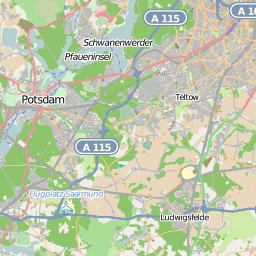 A 115
A 10
Schwanenwerder
Pfaueninsel
Potsdam
Teltow
A 115
Flugplatz Saarmund
Ludwigsfelde